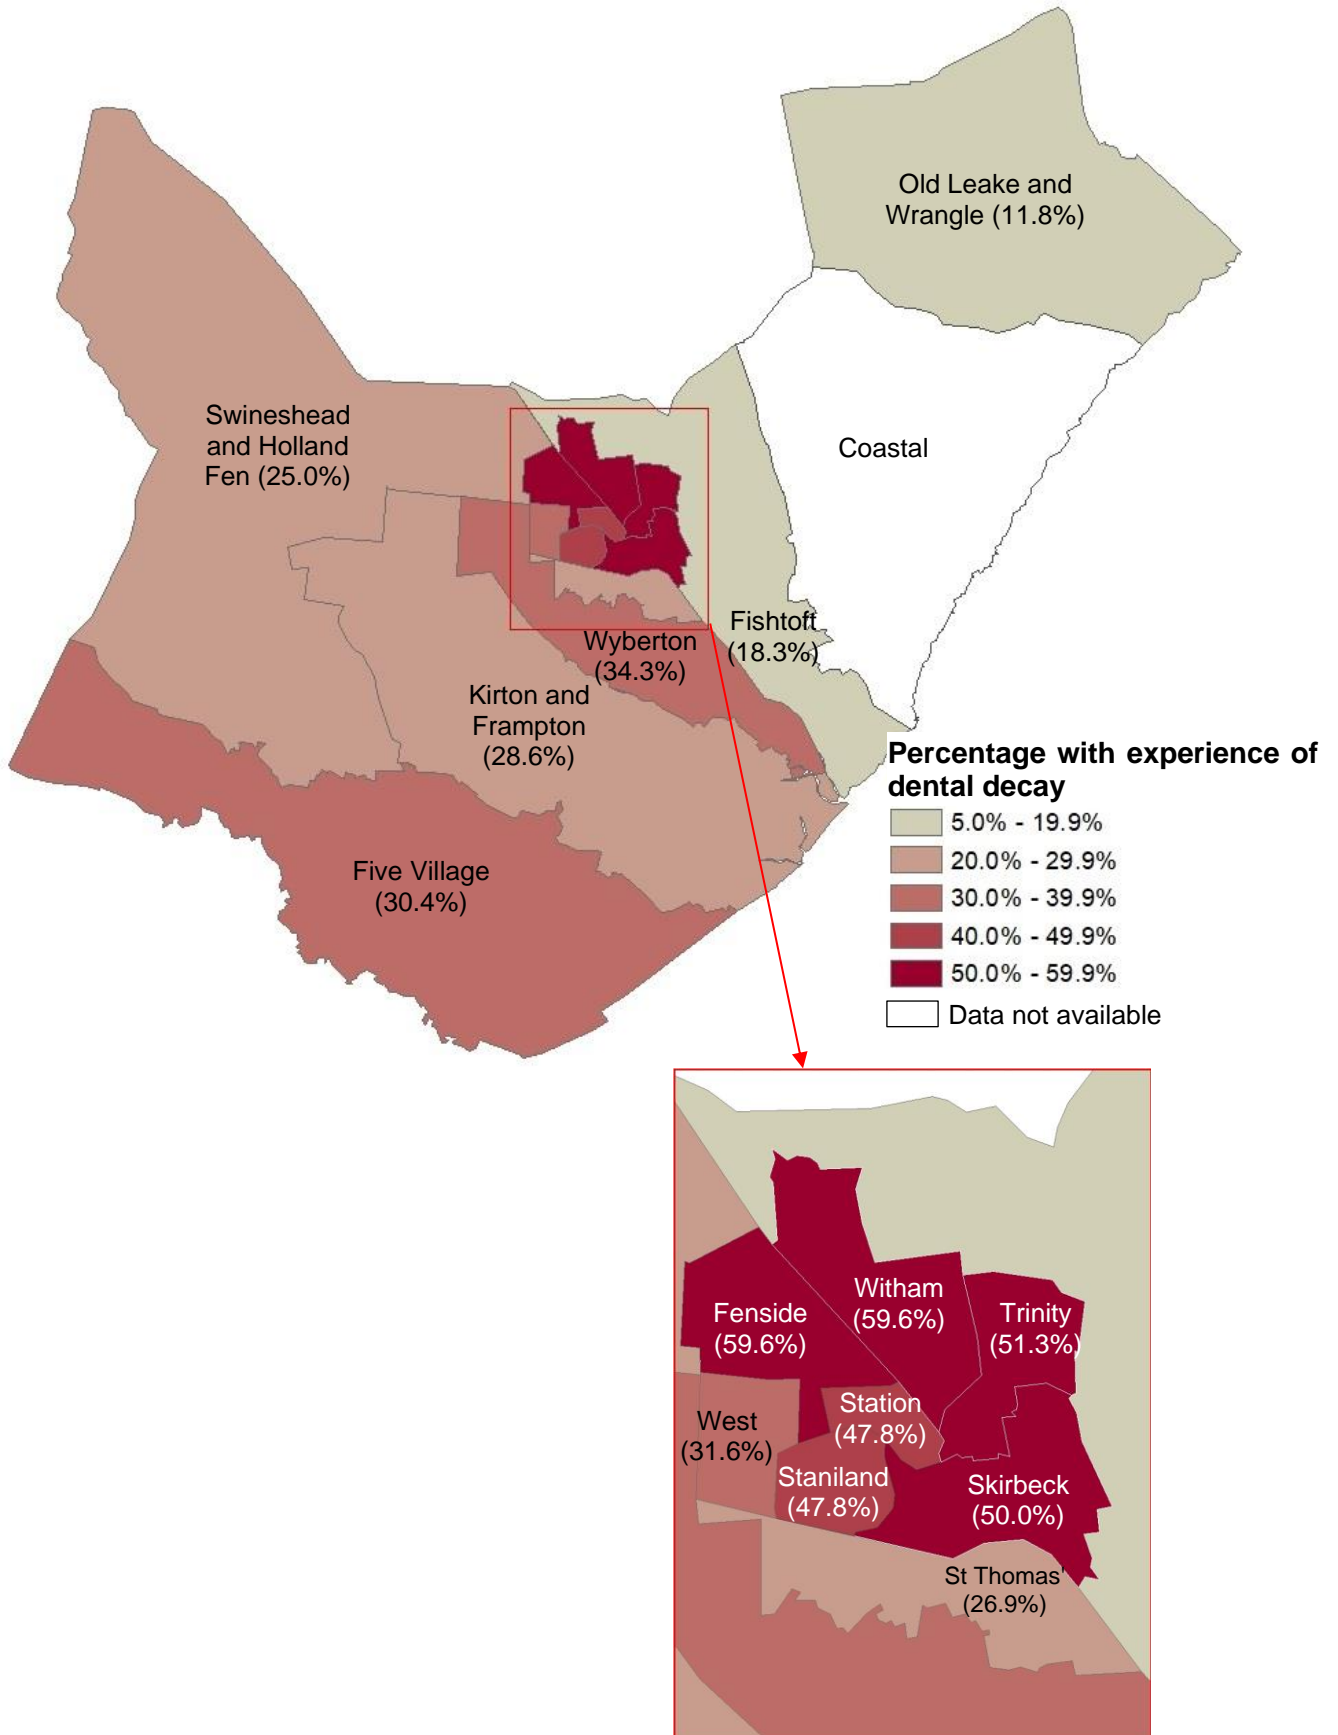 Old Leake and
Wrangle (11.8%)
Swineshead
and Holland
Fen (25.0%)
Coastal
Fishtoft
(18.3%)
Wyberton
(34.3%)
Kirton and
Frampton
(28.6%)
Five Village
(30.4%)
Percentage with experience of
dental decay
5.0% - 19.9%
20.0% - 29.9%
30.0% - 39.9%
40.0% - 49.9%
50.0% - 59.9%
Data not available
Witham
(59.6%)
Fenside
(59.6%)
Trinity
(51.3%)
Station
(47.8%)
West
(31.6%)
Staniland
(47.8%)
Skirbeck
(50.0%)
St Thomas'
(26.9%)